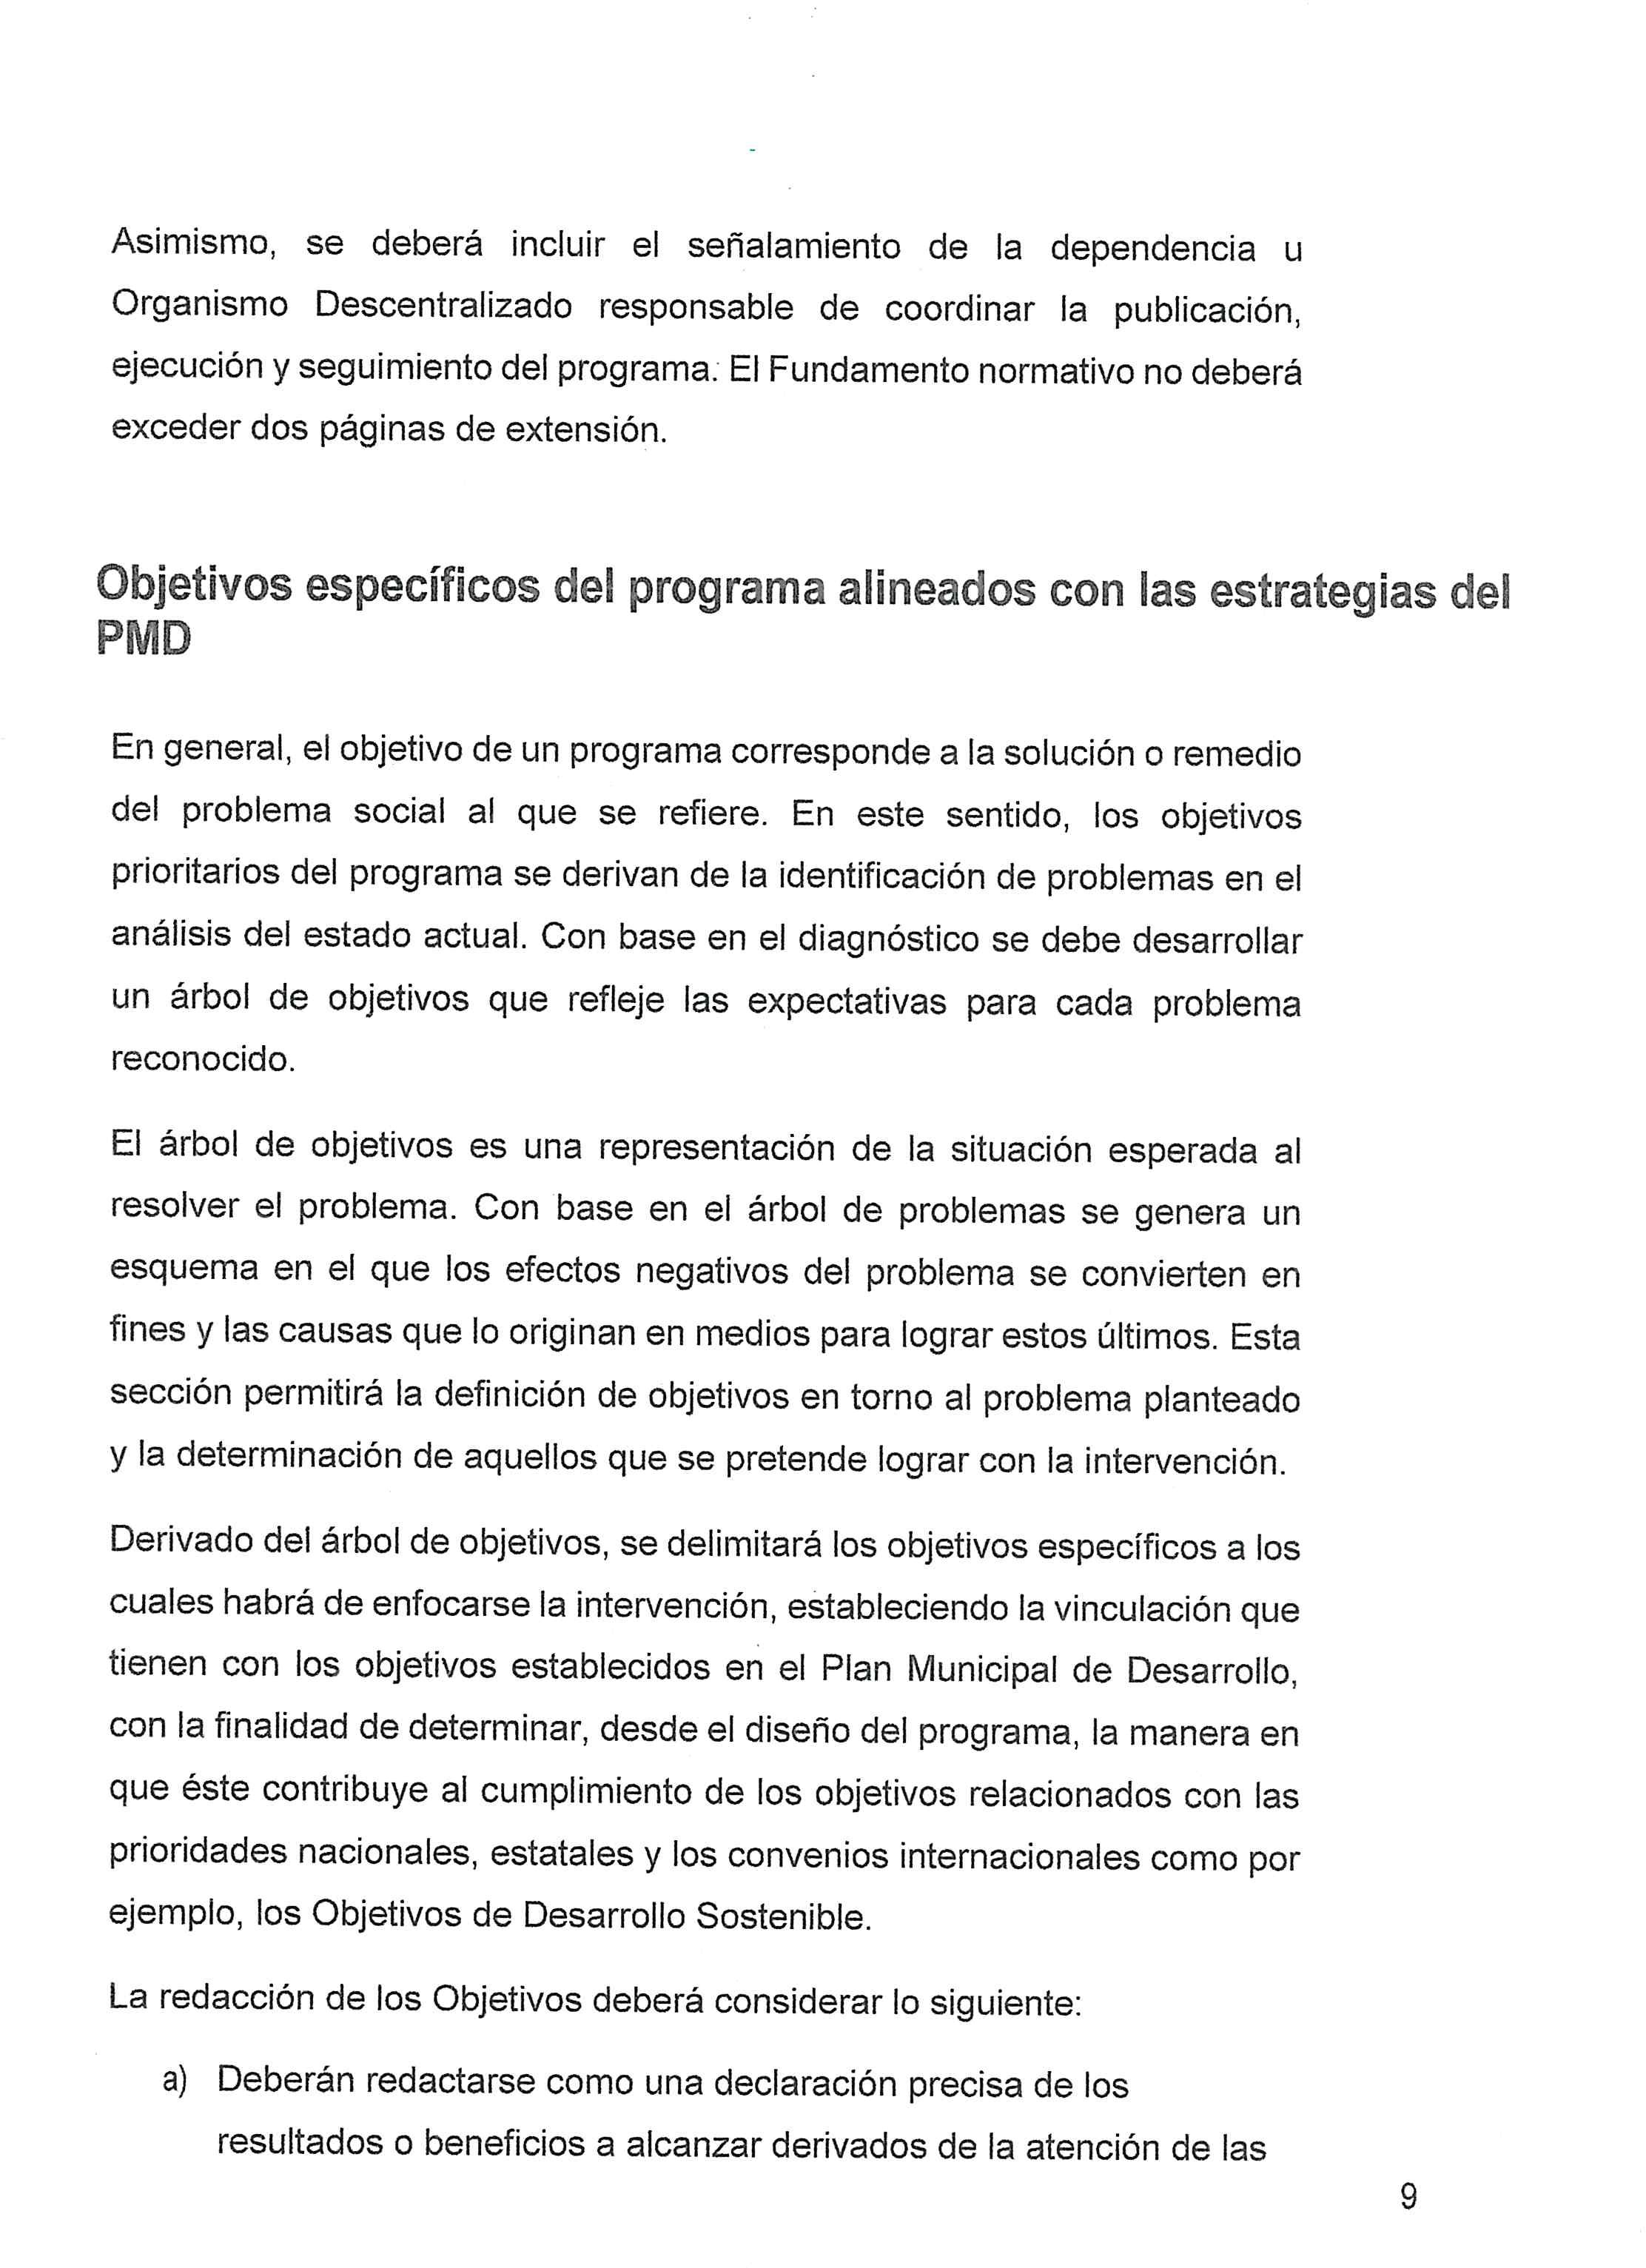 Asimismo, se deberá incluir el señalamiento de la dependencia u
Organismo Descentralizado responsable de coordinar la publicación,
ejecución y seguimiento del programa. El Fundamento normativo no deberá
exceder dos páginas de extensión.
Objetivos específicos del programa alineados con las estrategias del
PMD
En general, el objetivo de un programa corresponde a la solución o remedio
del problema social al que se refiere. En este sentido, los objetivos
prioritarios del programa se derivan de la identificación de problemas en el
análisis del estado actual. Con base en el diagnóstico se debe desarrollar
un árbol de objetivos que refleje las expectativas para cada problema
reconocido.
El árbol de objetivos es una representación de la situación esperada al
resolver el problema. Con base en el árbol de problemas se genera un
esquema en el que los efectos negativos del problema se convierten en
fines y las causas que lo originan en medios para lograr estos últimos. Esta
sección permitirá la definición de objetivos en torno al problema planteado
y la determinación de aquellos que se pretende lograr con la intervención.
Derivado del árbol de objetivos, se delimitará los objetivos específicos a los
cuales habrá de enfocarse la intervención, estableciendo la vinculación que
tienen con los objetivos establecidos en el Plan Municipal de Desarrollo,
con la finalidad de determinar, desde el diseño del programa, la manera en
que éste contribuye al cumplimiento de los objetivos relacionados con las
prioridades nacionales, estatales y los convenios internacionales como por
ejemplo, los Objetivos de Desarrollo Sostenible.
La redacción de los Objetivos deberá considerar lo siguiente:
a) Deberán redactarse como una declaración precisa de los
resultados o beneficios a alcanzar derivados de la atención de las
9